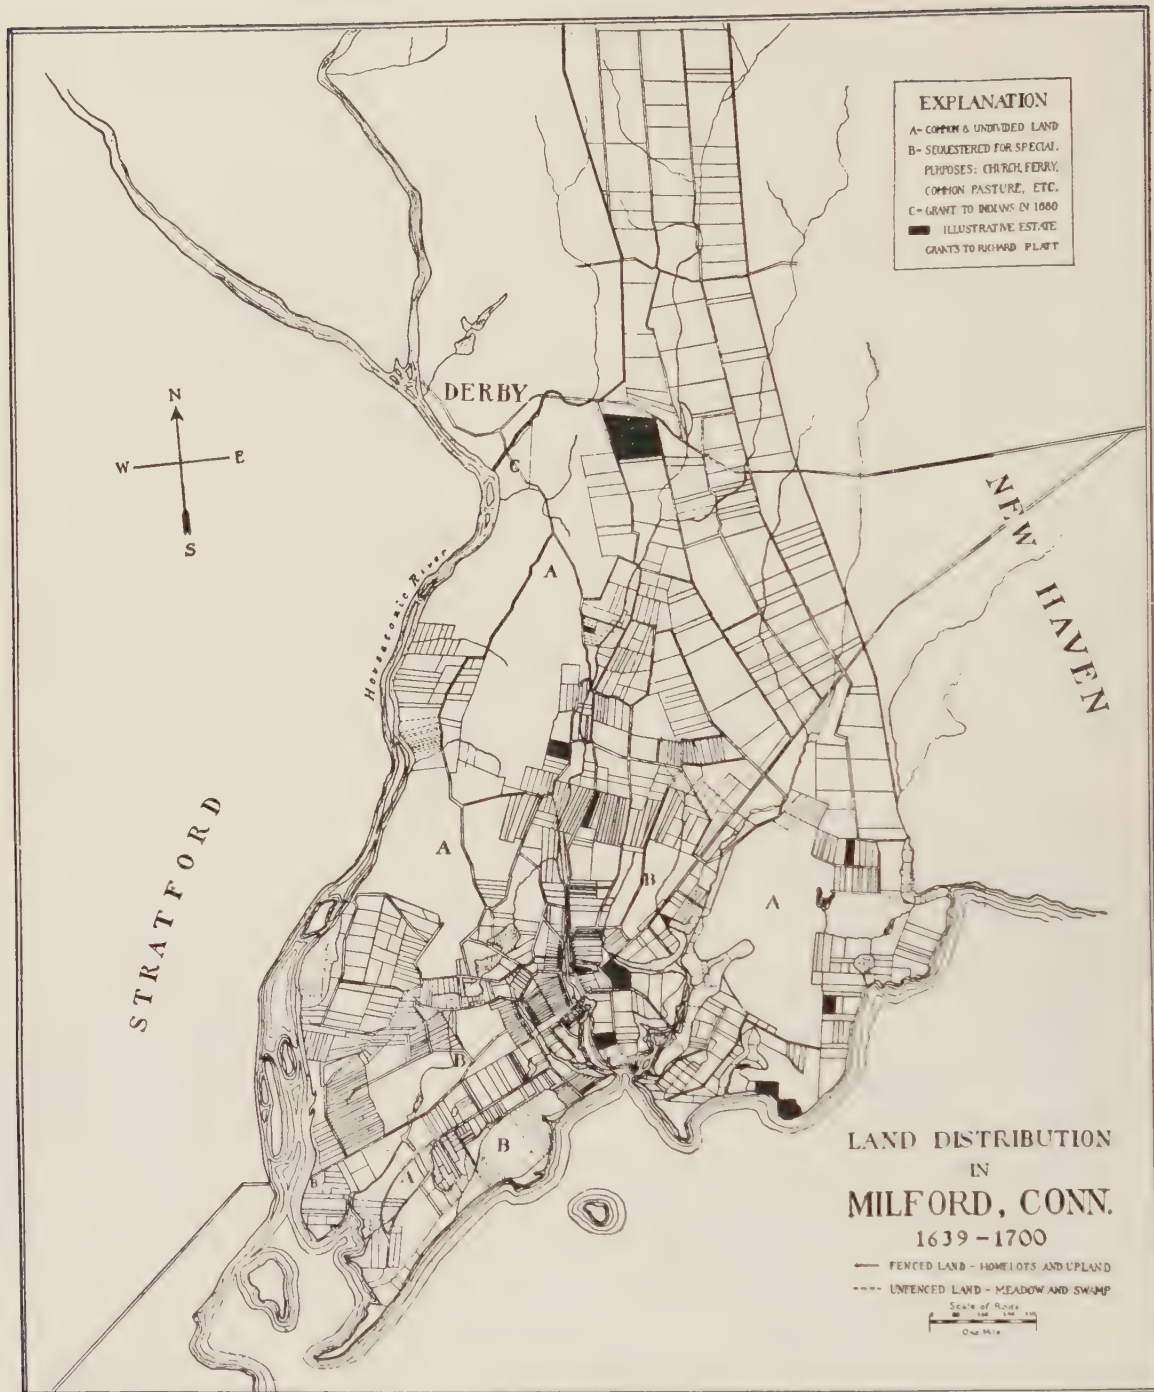 EXPLANATION
A- COMMON & UNDIVIDED LAND
B- SEQUESTERED FOR SPECIAL
PURPOSES: CHURCH, FERRY,
COMMON PASTURE, ETC.
C- GRANT TO INDIANS IN 1680
ILLUSTRATIVE ESTATE
GRANTS TO RICHARD PLATT
DERBY
N
W E
S
C
NEW HAVEN
A
Housatonic River
STRATFORD
A
B
A
B
B
B
A
LAND DISTRIBUTION
IN
MILFORD, CONN.
1639-1700
FENCED LAND - HOMELOTS AND UPLAND
UNFENCED LAND - MEADOW AND SWAMP
Scale of Rods
One Mile